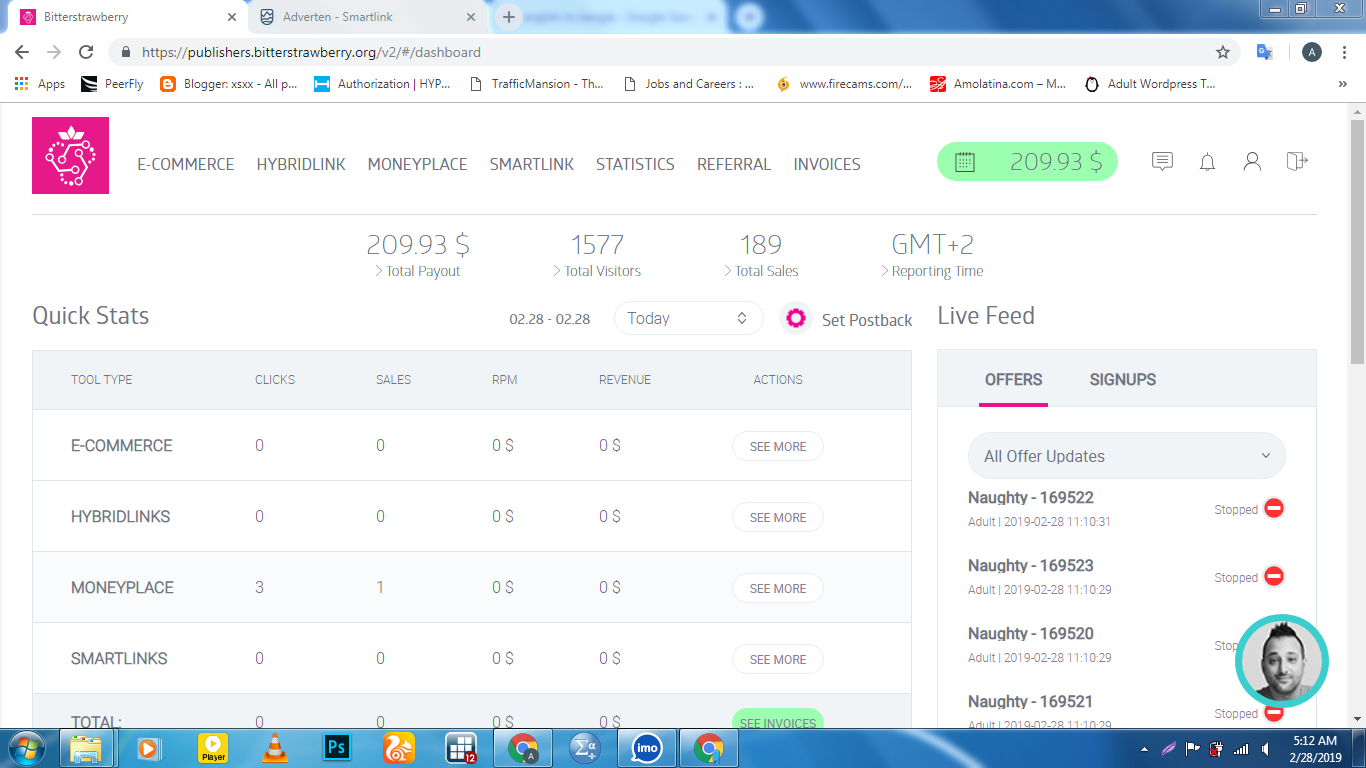 Bitterstrawberry
Adverten - Smartlink
https://publishers.bitterstrawberry.org/v2/#/dashboard
A
Apps
PeerFly
Blogger: xsxx - All p...
Authorization | HYP...
TrafficMansion - Th...
Jobs and Careers : ...
www.firecams.com/...
Amolatina.com – M...
Adult Wordpress T...
»
E-COMMERCE HYBRIDLINK MONEYPLACE SMARTLINK STATISTICS REFERRAL INVOICES
209.93 $
209.93 $ 1577 189 GMT+2
Total Payout Total Visitors Total Sales Reporting Time
Quick Stats
02.28 - 02.28
Today
Set Postback
TOOL TYPE CLICKS SALES RPM REVENUE ACTIONS
E-COMMERCE 0 0 0 $ 0 $ SEE MORE
HYBRIDLINKS 0 0 0 $ 0 $ SEE MORE
MONEYPLACE 3 1 0 $ 0 $ SEE MORE
SMARTLINKS 0 0 0 $ 0 $ SEE MORE
TOTAL: 0 0 0 $ 0 $ SEE INVOICES
Live Feed
OFFERS SIGNUPS
All Offer Updates
Naughty - 169522
Adult | 2019-02-28 11:10:31
Stopped
Naughty - 169523
Adult | 2019-02-28 11:10:29
Stopped
Naughty - 169520
Adult | 2019-02-28 11:10:29
Naughty - 169521
Adult | 2019-02-28 11:10:29
Stopped
Player
Ps
12
A
Σα
imo
5:12 AM
2/28/2019